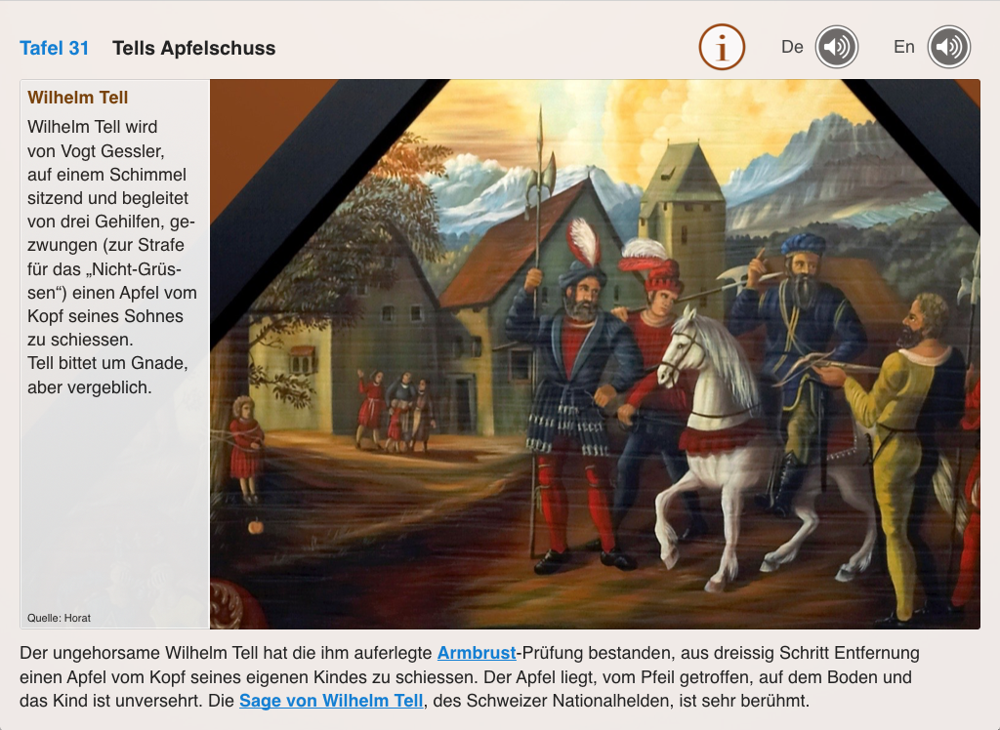 Tafel 31 Tells Apfelschuss
De
En
Wilhelm Tell
Wilhelm Tell wird
von Vogt Gessler,
auf einem Schimmel
sitzend und begleitet
von drei Gehilfen, ge-
zwungen (zur Strafe
für das „Nicht-Grüs-
sen“) einen Apfel vom
Kopf seines Sohnes
zu schiessen.
Tell bittet um Gnade,
aber vergeblich.
Quelle: Horat
Der ungehorsame Wilhelm Tell hat die ihm auferlegte Armbrust-Prüfung bestanden, aus dreissig Schritt Entfernung
einen Apfel vom Kopf seines eigenen Kindes zu schiessen. Der Apfel liegt, vom Pfeil getroffen, auf dem Boden und
das Kind ist unversehrt. Die Sage von Wilhelm Tell, des Schweizer Nationalhelden, ist sehr berühmt.